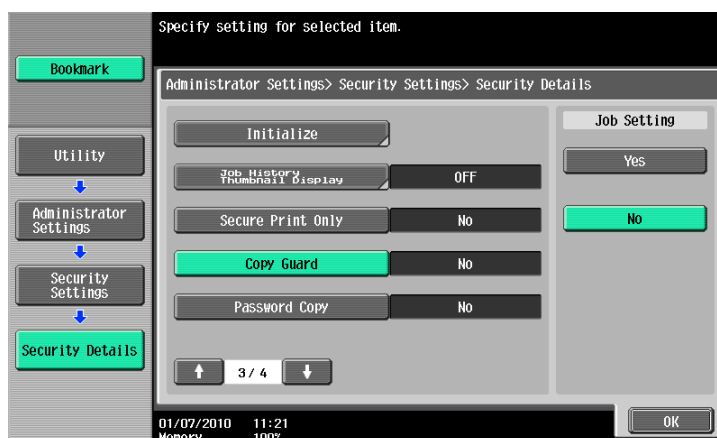 Specify setting for selected item.
Bookmark
Administrator Settings> Security Settings> Security Details
Utility
Administrator
Settings
Security
Settings
Security Details
Initialize
Job History
Thumbnail Display
OFF
Secure Print Only
No
Copy Guard
No
Password Copy
No
3/ 4
Job Setting
Yes
No
01/07/2010 11:21
Memory 100%
OK